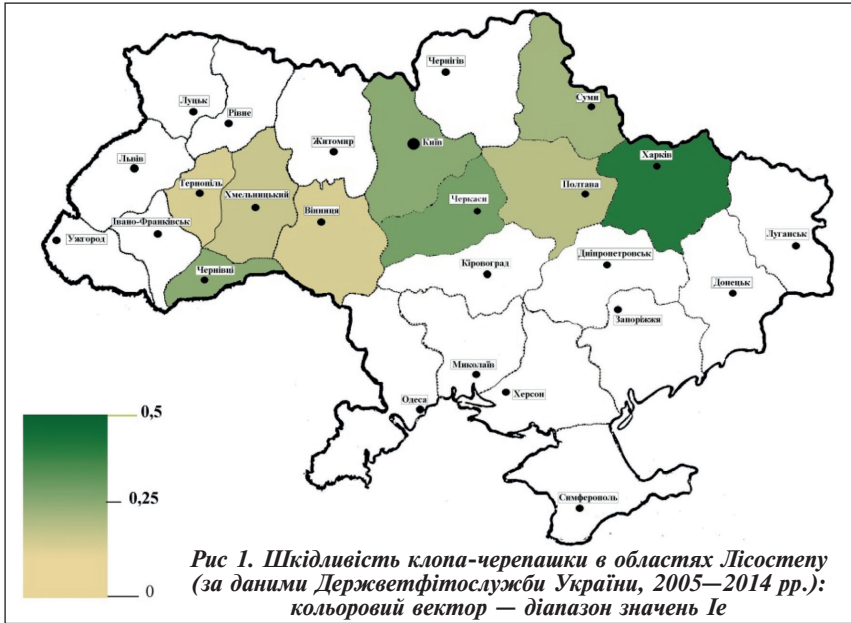 Чернігів
Суми
Луцьк
Рівне
Київ
Житомир
Харків
Львів
Тернопіль
Хмельницький
Полтава
Вінниця
Черкаси
Івано-Франківськ
Ужгород
Луганськ
Чернівці
Кіровоград
Дніпропетровськ
Донецьк
Запоріжжя
Миколаїв
Херсон
Одеса
0,5
0,25
0
Симферополь
Рис 1. Шкідливість клопа-черепашки в областях Лісостепу
(за даними Держветфітослужби України, 2005—2014 рр.):
кольоровий вектор — діапазон значень Іе